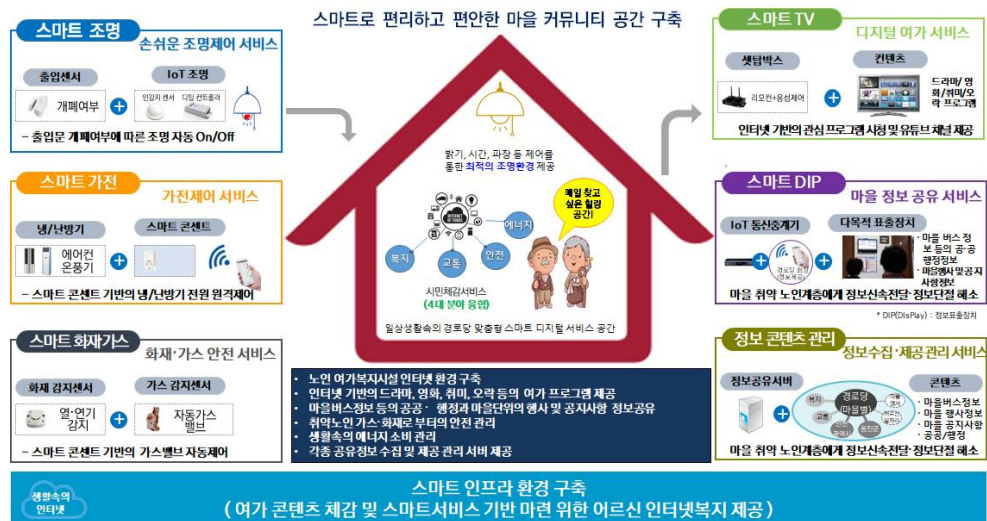 스마트로 편리하고 편안한 마을 커뮤니티 공간 구축
스마트 조명
손쉬운 조명제어 서비스
출입센서
IoT 조명
개폐여부
인감지 센서
디밍 컨트롤러
- 출입문 개폐여부에 따른 조명 자동 On/Off
스마트 가전
가전제어 서비스
냉/난방기
스마트 콘센트
에어컨
온풍기
- 스마트 콘센트 기반의 냉/난방기 전원 원격제어
스마트 화재가스
화재·가스 안전 서비스
화재 감지센서
가스 감지센서
열·연기
감지
자동가스
밸브
- 스마트 콘센트 기반의 가스밸브 자동제어
밝기, 시간, 파장 등 제어를
통한 최적의 조명환경 제공
매일 찾고
싶은 힐링
공간!
INTERNET
OF THINGS
에너지
복지
교통
안전
시민체감서비스
(4대 분야 융합)
일상생활속의 경로당 맞춤형 스마트 디지털 서비스 공간
• 노인 여가복지시설 인터넷 환경 구축
• 인터넷 기반의 드라마, 영화, 취미, 오락 등의 여가 프로그램 제공
• 마을버스정보 등의 공공· 행정과 마을단위의 행사 및 공지사항 정보공유
• 취약노인 가스·화재로 부터의 안전 관리
• 생활속의 에너지 소비 관리
• 각종 공유정보 수집 및 제공 관리 서버 제공
스마트 TV
디지털 여가 서비스
셋탑박스
컨텐츠
리모컨+음성제어
드라마/ 영
화/취미/오
락 프로그램
인터넷 기반의 관심 프로그램 시청 및 유튜브 채널 제공
스마트 DIP
마을 정보 공유 서비스
IoT 통신중계기
다목적 표출장치
경로당 회장
(정보제공)
· 마을 버스 정
보 등의 공·공
행정정보
· 마을행사 및 공지
사항정보
마을 취약 노인계층에게 정보신속전달·정보단절 해소
* DIP(DisPlay) : 정보표출장치
정보 콘텐츠 관리
정보수집·제공 관리 서비스
정보공유서버
콘텐츠
복지
경로당
(마을별)
교통
· 마을버스정보
· 마을 행사정보
· 마을 공지사항
· 공공/행정
마을 취약 노인계층에게 정보신속전달·정보단절 해소
생활속의
인터넷
스마트 인프라 환경 구축
( 여가 콘텐츠 체감 및 스마트서비스 기반 마련 위한 어르신 인터넷복지 제공 )